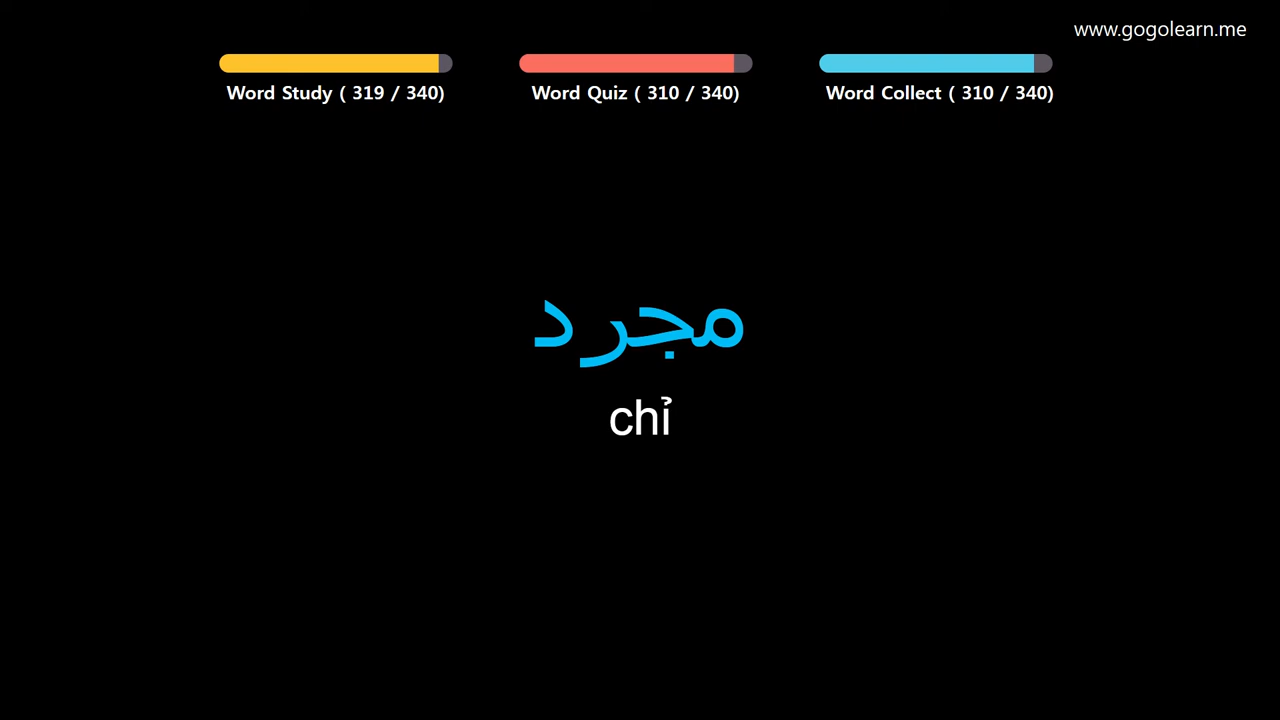 www.gogolearn.me
Word Study ( 319 / 340)
Word Quiz ( 310 / 340)
Word Collect ( 310 / 340)
مجرد
chỉ